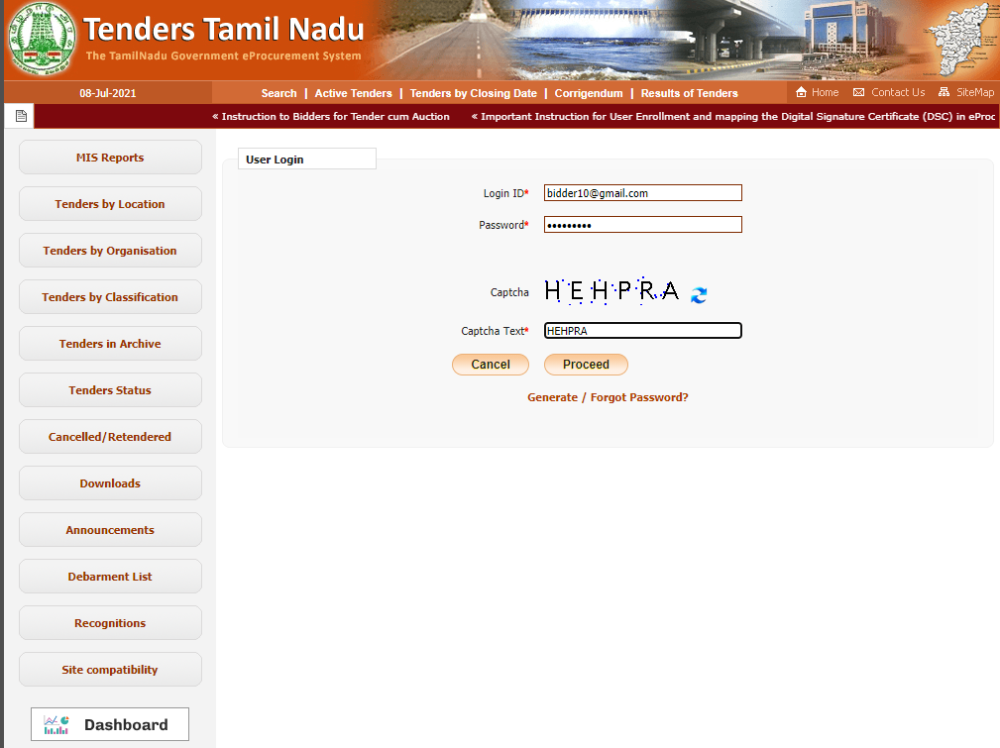 Tenders Tamil Nadu
The TamilNadu Government eProcurement System
08-Jul-2021
Search | Active Tenders | Tenders by Closing Date | Corrigendum | Results of Tenders
Home Contact Us SiteMap
« Instruction to Bidders for Tender cum Auction « Important Instruction for User Enrollment and mapping the Digital Signature Certificate (DSC) in eProc
MIS Reports
Tenders by Location
Tenders by Organisation
Tenders by Classification
Tenders in Archive
Tenders Status
Cancelled/Retendered
Downloads
Announcements
Debarment List
Recognitions
Site compatibility
Dashboard
User Login
Login ID* bidder10@gmail.com
Password* •••••••••
Captcha HEHPRA
Captcha Text* HEHPRA
Cancel Proceed
Generate / Forgot Password?